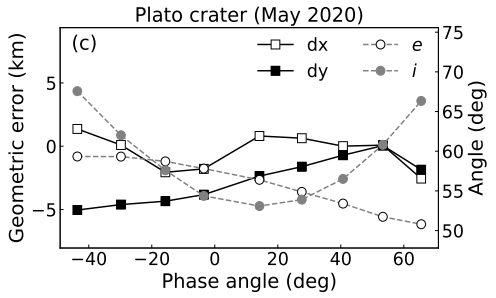 Plato crater (May 2020)
(c)
dx
dy
e
i
Geometric error (km)
5
0
−5
75
70
65
60
55
50
Angle (deg)
−40
−20
0
20
40
60
Phase angle (deg)